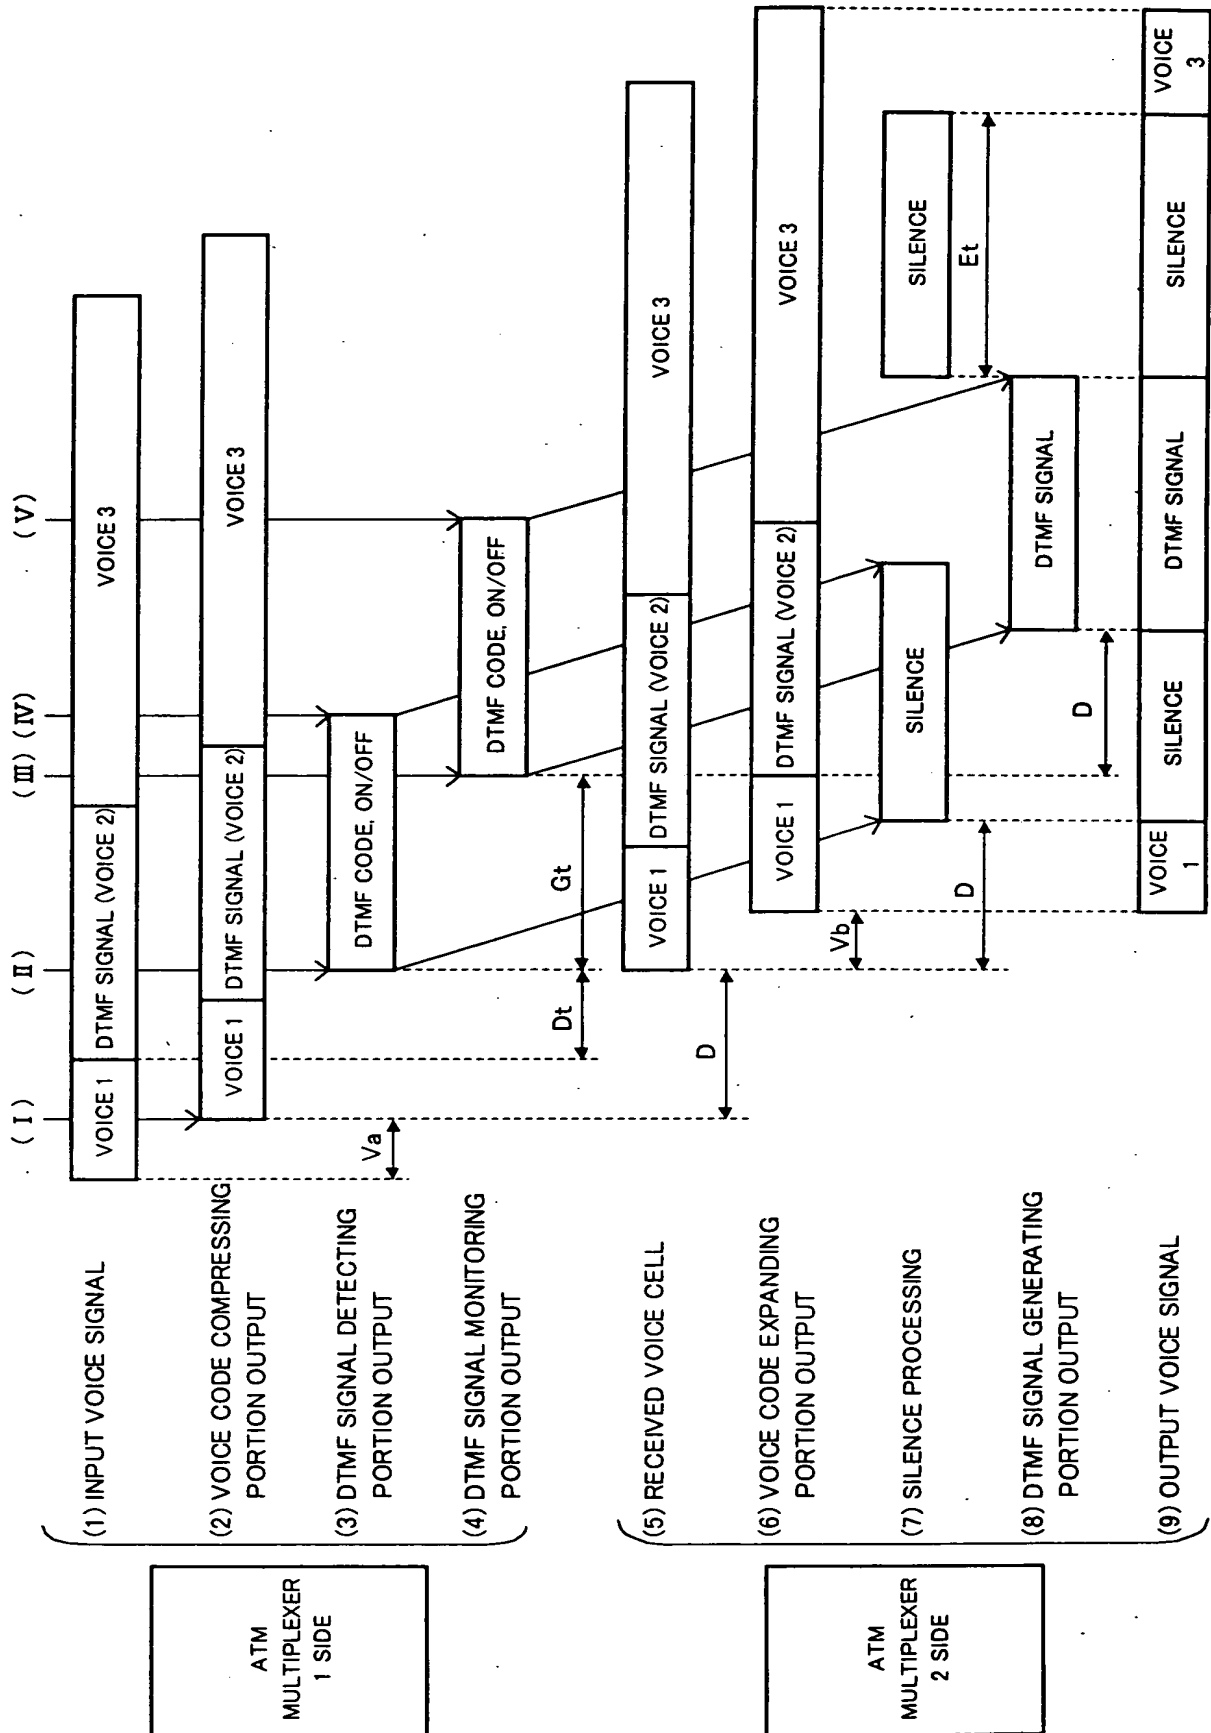 (I)
(II)
(III)
(IV)
(V)
ATM
MULTIPLEXER
1 SIDE
(1) INPUT VOICE SIGNAL
VOICE 1
DTMF SIGNAL (VOICE 2)
VOICE 3
(2) VOICE CODE COMPRESSING
PORTION OUTPUT
VOICE 1
DTMF SIGNAL (VOICE 2)
VOICE 3
Va
(3) DTMF SIGNAL DETECTING
PORTION OUTPUT
DTMF CODE, ON/OFF
(4) DTMF SIGNAL MONITORING
PORTION OUTPUT
DTMF CODE, ON/OFF
Dt
Gt
ATM
MULTIPLEXER
2 SIDE
(5) RECEIVED VOICE CELL
VOICE 1
DTMF SIGNAL (VOICE 2)
VOICE 3
D
(6) VOICE CODE EXPANDING
PORTION OUTPUT
VOICE 1
DTMF SIGNAL (VOICE 2)
VOICE 3
Vb
(7) SILENCE PROCESSING
SILENCE
SILENCE
D
Et
(8) DTMF SIGNAL GENERATING
PORTION OUTPUT
DTMF SIGNAL
D
(9) OUTPUT VOICE SIGNAL
VOICE
1
SILENCE
DTMF SIGNAL
SILENCE
VOICE
3